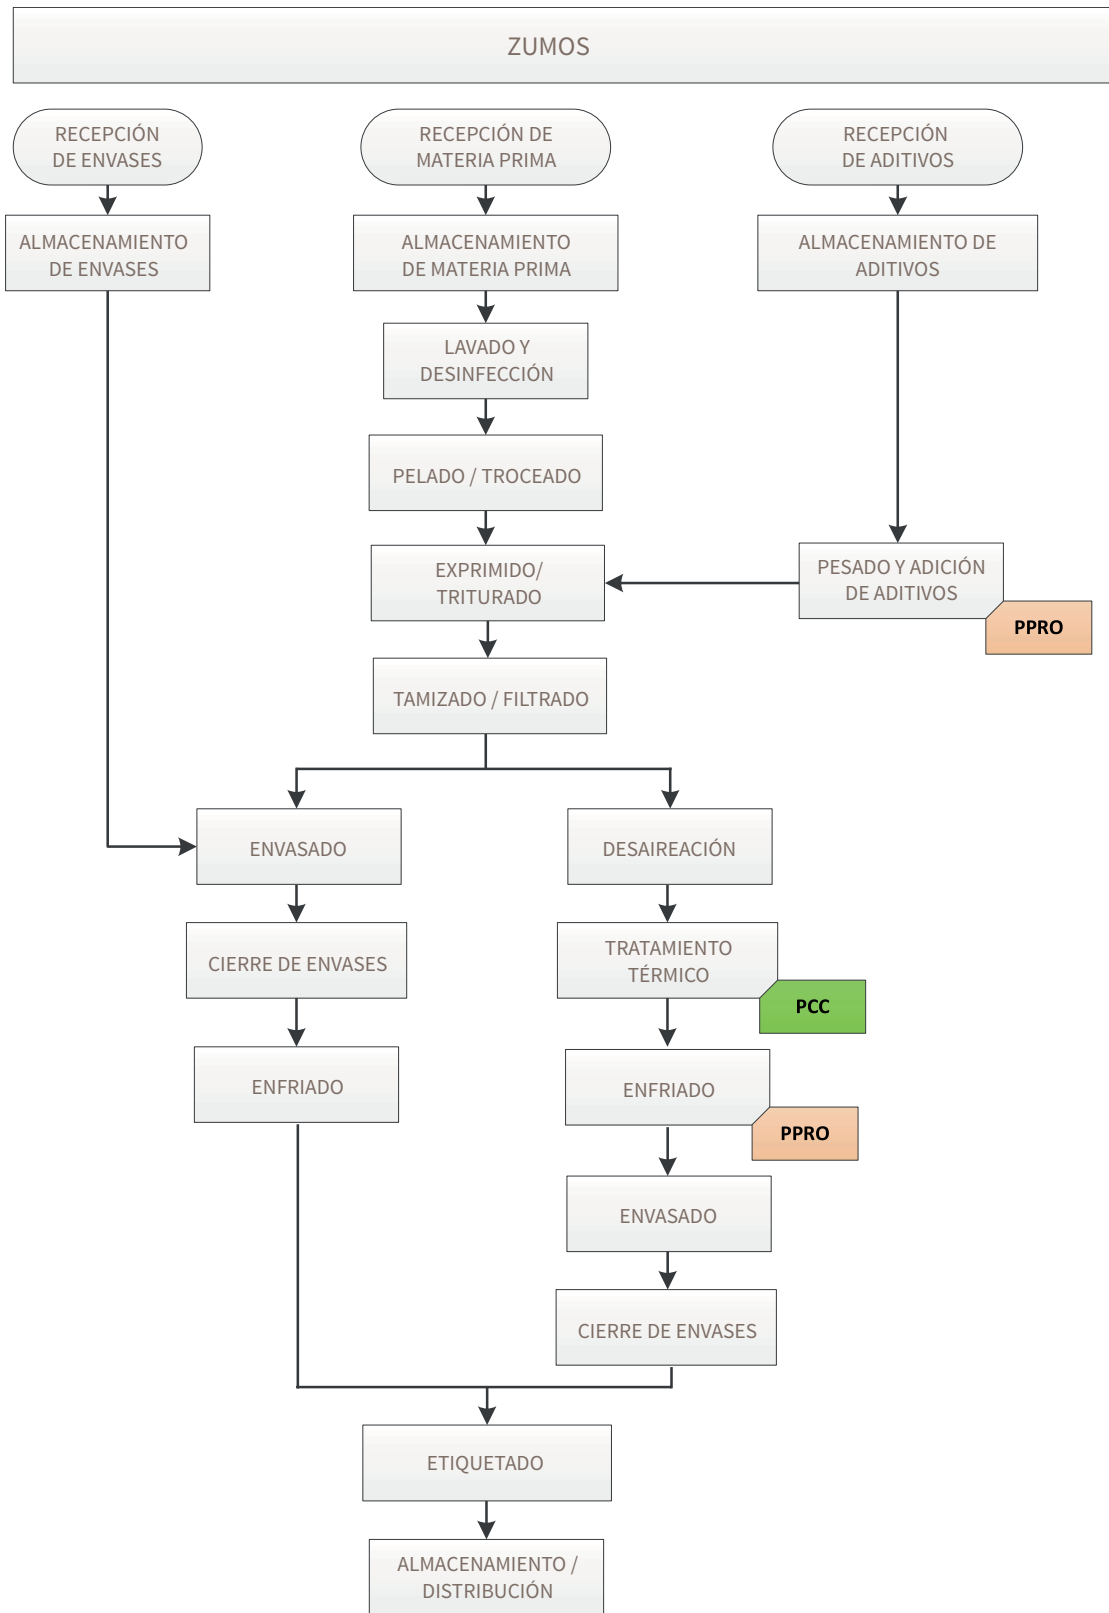 ZUMOS
RECEPCIÓN
DE ENVASES
RECEPCIÓN DE
MATERIA PRIMA
RECEPCIÓN
DE ADITIVOS
ALMACENAMIENTO
DE ENVASES
ALMACENAMIENTO
DE MATERIA PRIMA
ALMACENAMIENTO DE
ADITIVOS
LAVADO Y
DESINFECCIÓN
PELADO / TROCEADO
EXPRIMIDO/
TRITURADO
PESADO Y ADICIÓN
DE ADITIVOS
PPRO
TAMIZADO / FILTRADO
ENVASADO
DESAIREACIÓN
CIERRE DE ENVASES
TRATAMIENTO
TÉRMICO
PCC
ENFRIADO
ENFRIADO
PPRO
ENVASADO
CIERRE DE ENVASES
ETIQUETADO
ALMACENAMIENTO /
DISTRIBUCIÓN